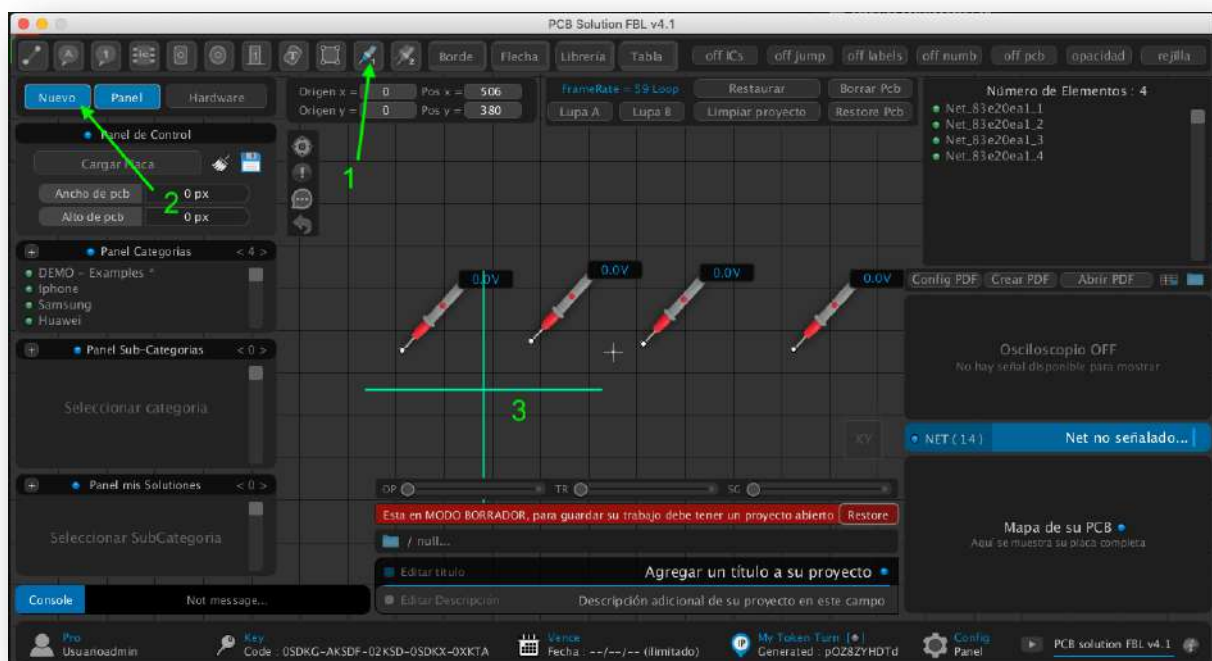 PCB Solution FBL v4.1
Borde Flecha Librería Tabla off ICs off jump off labels off numb off pcb opacidad rejilla
Nuevo Panel Hardware
Origen x = 0 Pos x = 506
Origen y = 0 Pos y = 380
FrameRate = 59 Loop Restaurar Borrar Pcb
Lupa A Lupa B Limpiar proyecto Restore Pcb
Número de Elementos : 4
Net_83e20ea1_1
Net_83e20ea1_2
Net_83e20ea1_3
Net_83e20ea1_4
Panel de Control
Cargar Placa
Ancho de pcb 0 px
Alto de pcb 0 px
1
2
Panel Categorias < 4 >
DEMO - Examples *
Iphone
Samsung
Huawei
0.0V 0.0V 0.0V 0.0V
3
Config PDF Crear PDF Abrir PDF
Osciloscopio OFF
No hay señal disponible para mostrar
Panel Sub-Categorias < 0 >
Seleccionar categoria
XY
NET ( 14 ) Net no señalado...
Panel mis Solutiones < 0 >
Seleccionar SubCategoria
OP TR SG
Esta en MODO BORRADOR, para guardar su trabajo debe tener un proyecto abierto Restore
/ null...
Mapa de su PCB
Aquí se muestra su placa completa
Editar titulo Agregar un título a su proyecto
Editar Descripcion Descripción adicional de su proyecto en este campo
Console Not message...
Pro
Usuarioadmin
Key
Code : 0SDKG-AKSDF-02KSD-0SDKX-0XKTA
Vence
Fecha : --/--/-- (ilimitado)
IP
My Token Turn [•]
Generated : pOZ8ZYHDTd
Config
Panel
PCB solution FBL v4.1